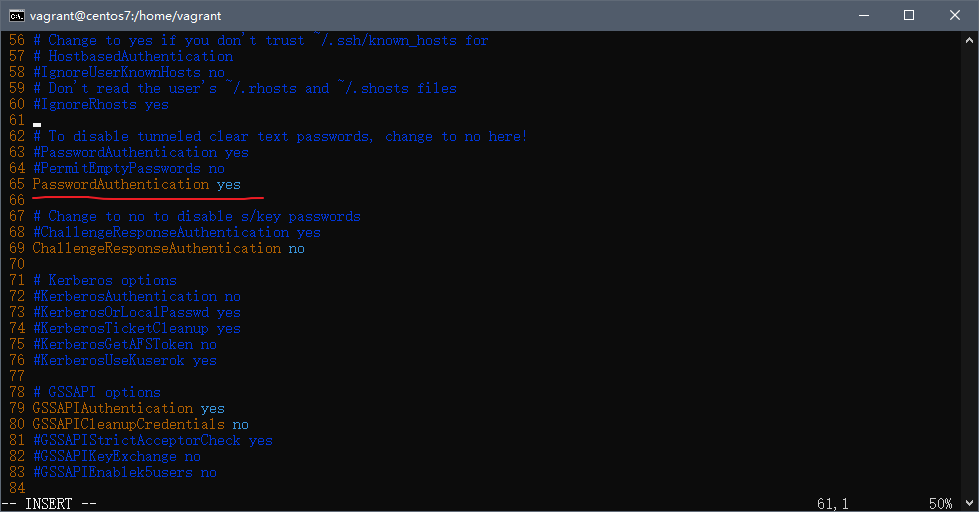 vagrant@centos7:/home/vagrant
56 # Change to yes if you don't trust ~/.ssh/known_hosts for
57 # HostbasedAuthentication
58 #IgnoreUserKnownHosts no
59 # Don't read the user's ~/.rhosts and ~/.shosts files
60 #IgnoreRhosts yes
61
62 # To disable tunneled clear text passwords, change to no here!
63 #PasswordAuthentication yes
64 #PermitEmptyPasswords no
65 PasswordAuthentication yes
66
67 # Change to no to disable s/key passwords
68 #ChallengeResponseAuthentication yes
69 ChallengeResponseAuthentication no
70
71 # Kerberos options
72 #KerberosAuthentication no
73 #KerberosOrLocalPasswd yes
74 #KerberosTicketCleanup yes
75 #KerberosGetAFSToken no
76 #KerberosUseKuserok yes
77
78 # GSSAPI options
79 GSSAPIAuthentication yes
80 GSSAPICleanupCredentials no
81 #GSSAPIStrictAcceptorCheck yes
82 #GSSAPIKeyExchange no
83 #GSSAPIEnablek5users no
84
-- INSERT -- 61,1 50%